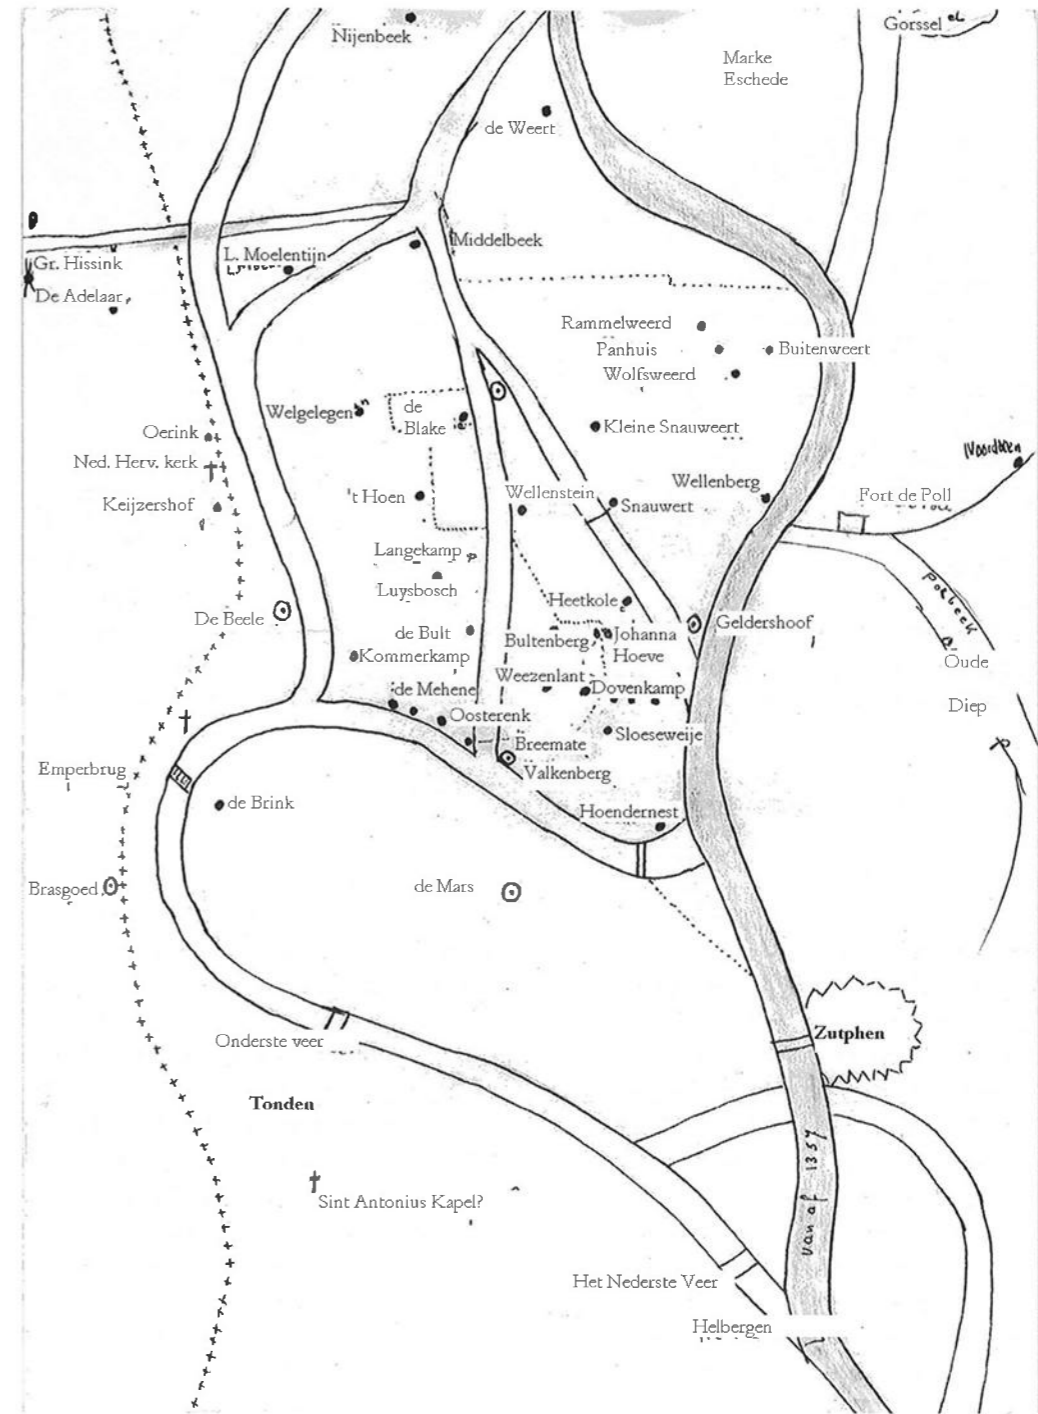 Nijenbeek
Gorssel
Marke
Eschede
de Weert
Middelbeek
L. Moelentijn
Gr. Hissink
De Adelaar
Rammelweerd
Panhuis
Buitenweert
Wolfsweerd
Welgelegen
de
Blake
Kleine Snauweert
Oerink
Ned. Herv. kerk
Keijzershof
't Hoen
Wellenstein
Snauwert
Wellenberg
Fort de Poll
Langekamp
Luysbosch
Polbeek
De Beele
de Bult
Kommerkamp
Heetkole
Bultenberg
Johanna
Hoeve
Geldershoof
Oude
Diep
Weezenlant
Dovenkamp
de Mehene
Oosterenk
Sloeseweije
Breemate
Valkenberg
Emperbrug
de Brink
Hoendernest
Brasgoed
de Mars
Zutphen
Onderste veer
Tonden
van af 1357
Sint Antonius Kapel?
Het Nederste Veer
Helbergen